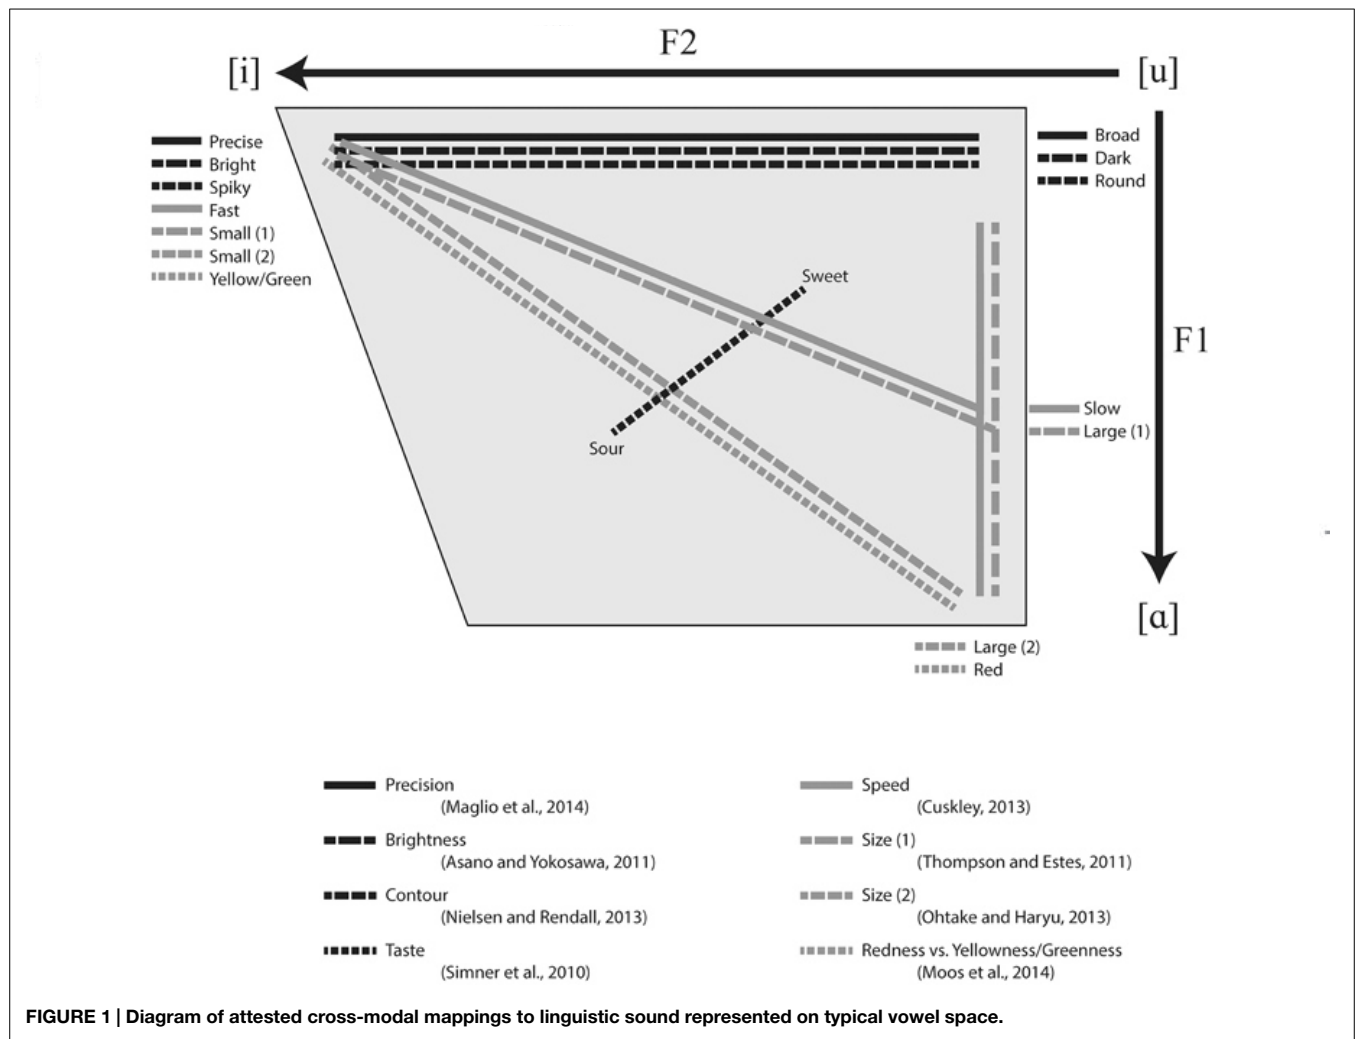 F2
[i]
[u]
Precise
Bright
Spiky
Fast
Small (1)
Small (2)
Yellow/Green
Broad
Dark
Round
Sweet
Sour
F1
Slow
Large (1)
[ɑ]
Large (2)
Red
Precision
(Maglio et al., 2014)
Brightness
(Asano and Yokosawa, 2011)
Contour
(Nielsen and Rendall, 2013)
Taste
(Simner et al., 2010)
Speed
(Cuskley, 2013)
Size (1)
(Thompson and Estes, 2011)
Size (2)
(Ohtake and Haryu, 2013)
Redness vs. Yellowness/Greenness
(Moos et al., 2014)
FIGURE 1 | Diagram of attested cross-modal mappings to linguistic sound represented on typical vowel space.